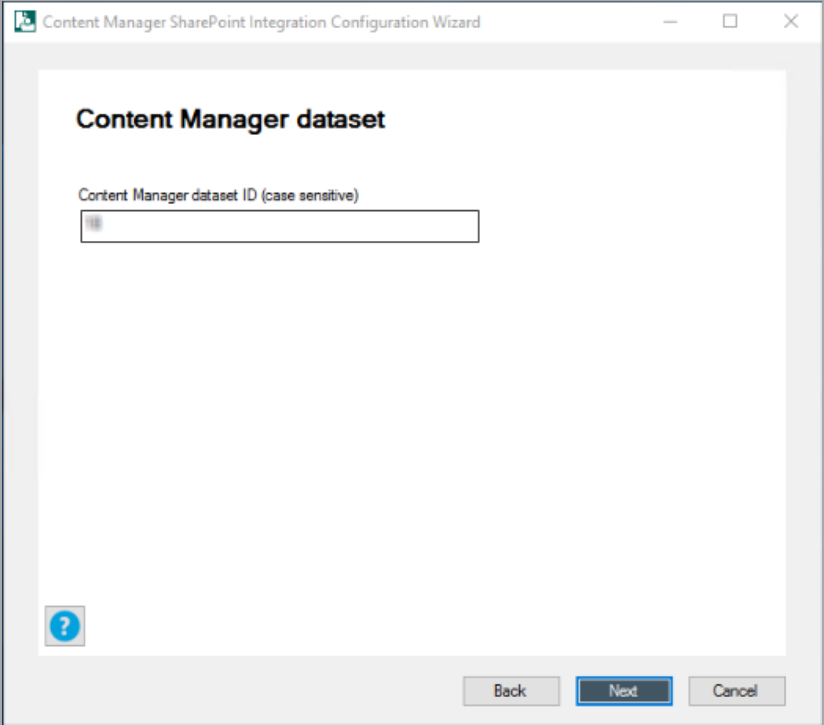 Content Manager SharePoint Integration Configuration Wizard
Content Manager dataset
Content Manager dataset ID (case sensitive)
?
Back Next Cancel